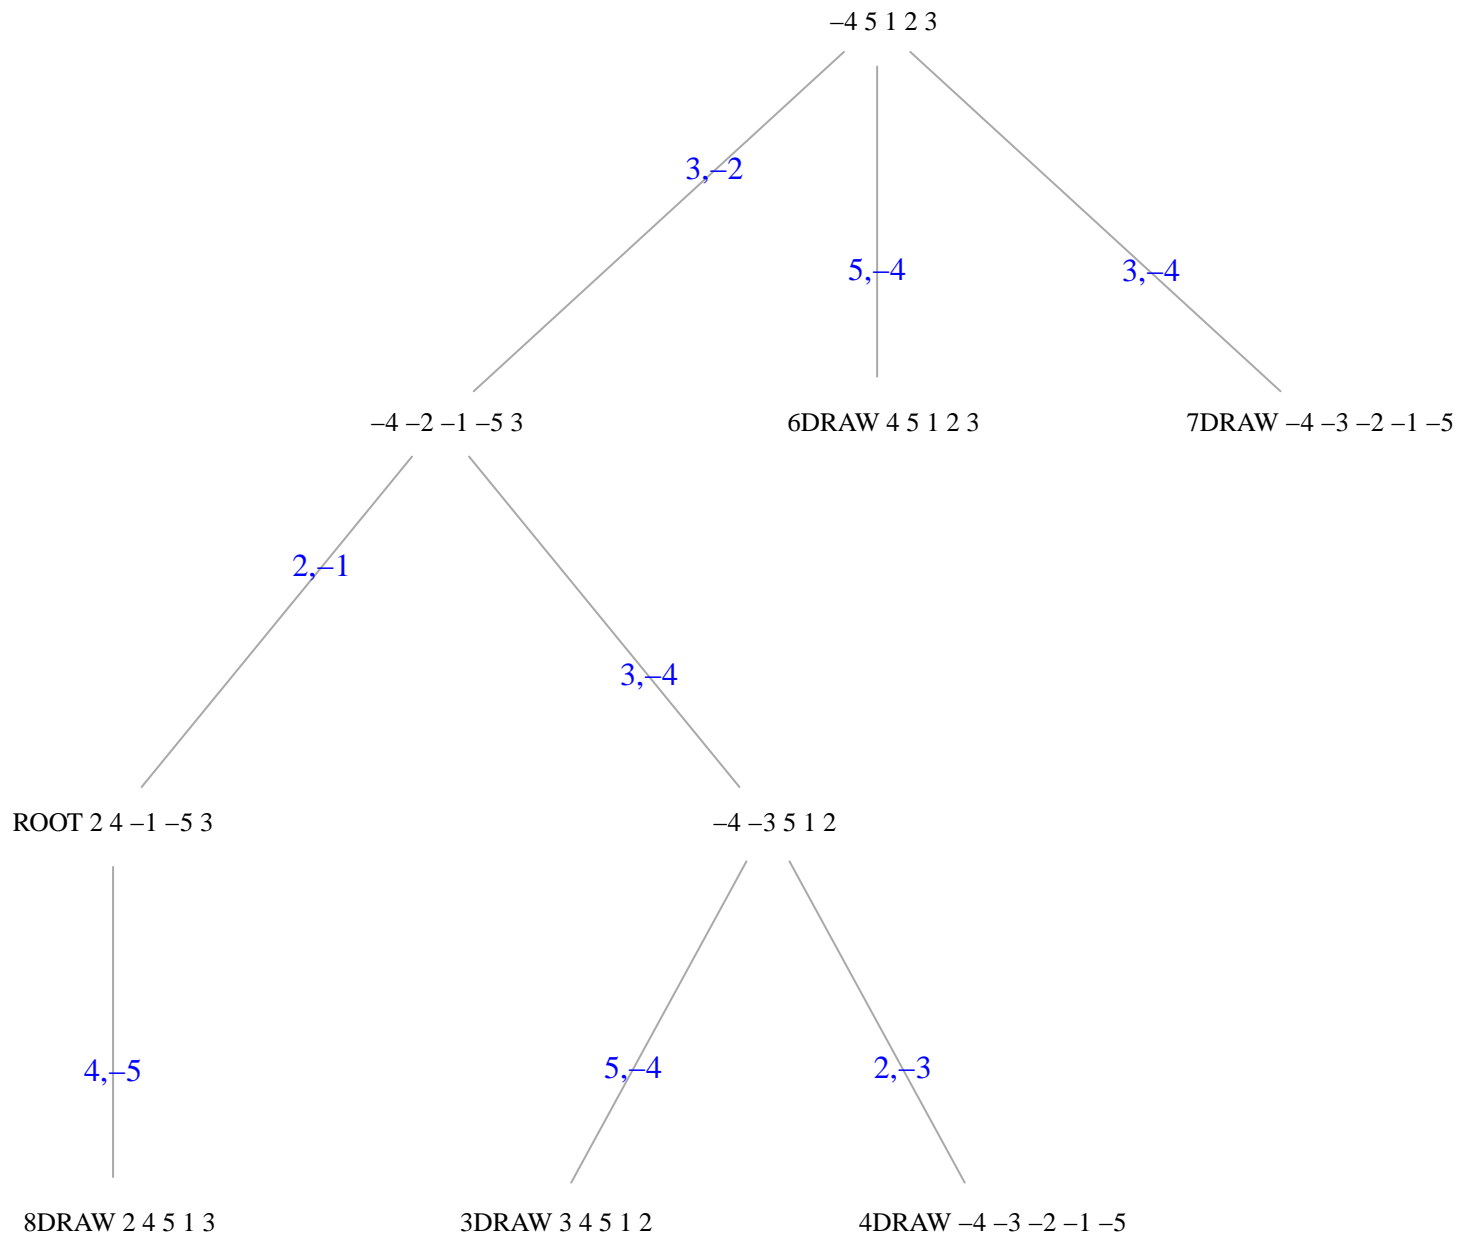 –4 5 1 2 3
3,–2
5,–4
3,–4
–4 –2 –1 –5 3
6DRAW 4 5 1 2 3
7DRAW –4 –3 –2 –1 –5
2,–1
3,–4
ROOT 2 4 –1 –5 3
–4 –3 5 1 2
4,–5
5,–4
2,–3
8DRAW 2 4 5 1 3
3DRAW 3 4 5 1 2
4DRAW –4 –3 –2 –1 –5